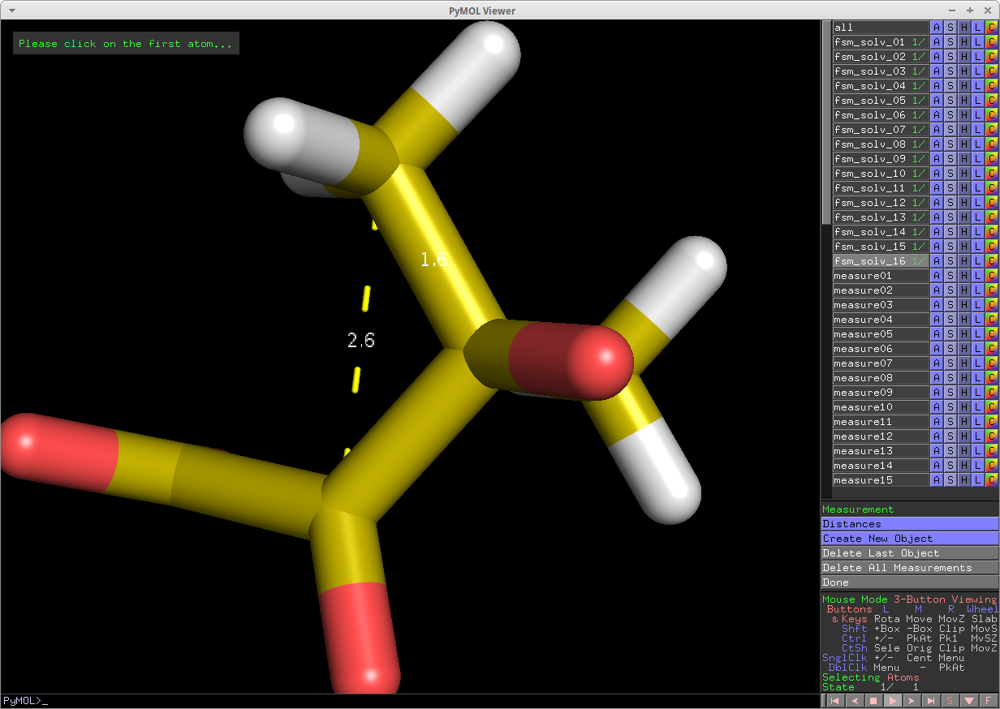 PyMOL Viewer
Please click on the first atom...
1.6
2.6
all A S H L C
fsm_solv_01 1/ A S H L C
fsm_solv_02 1/ A S H L C
fsm_solv_03 1/ A S H L C
fsm_solv_04 1/ A S H L C
fsm_solv_05 1/ A S H L C
fsm_solv_06 1/ A S H L C
fsm_solv_07 1/ A S H L C
fsm_solv_08 1/ A S H L C
fsm_solv_09 1/ A S H L C
fsm_solv_10 1/ A S H L C
fsm_solv_11 1/ A S H L C
fsm_solv_12 1/ A S H L C
fsm_solv_13 1/ A S H L C
fsm_solv_14 1/ A S H L C
fsm_solv_15 1/ A S H L C
fsm_solv_16 1/ A S H L C
measure01 A S H L C
measure02 A S H L C
measure03 A S H L C
measure04 A S H L C
measure05 A S H L C
measure06 A S H L C
measure07 A S H L C
measure08 A S H L C
measure09 A S H L C
measure10 A S H L C
measure11 A S H L C
measure12 A S H L C
measure13 A S H L C
measure14 A S H L C
measure15 A S H L C
Measurement
Distances
Create New Object
Delete Last Object
Delete All Measurements
Done
Mouse Mode 3-Button Viewing
Buttons L M R Wheel
& Keys Rota Move MovZ Slab
Shft +Box -Box Clip MovS
Ctrl +/- PkAt Pk1 MvSZ
CtSh Sele Orig Clip MovZ
SnglClk +/- Cent Menu
DblClk Menu - PkAt
Selecting Atoms
State 1/ 1
S F
PyMOL>_